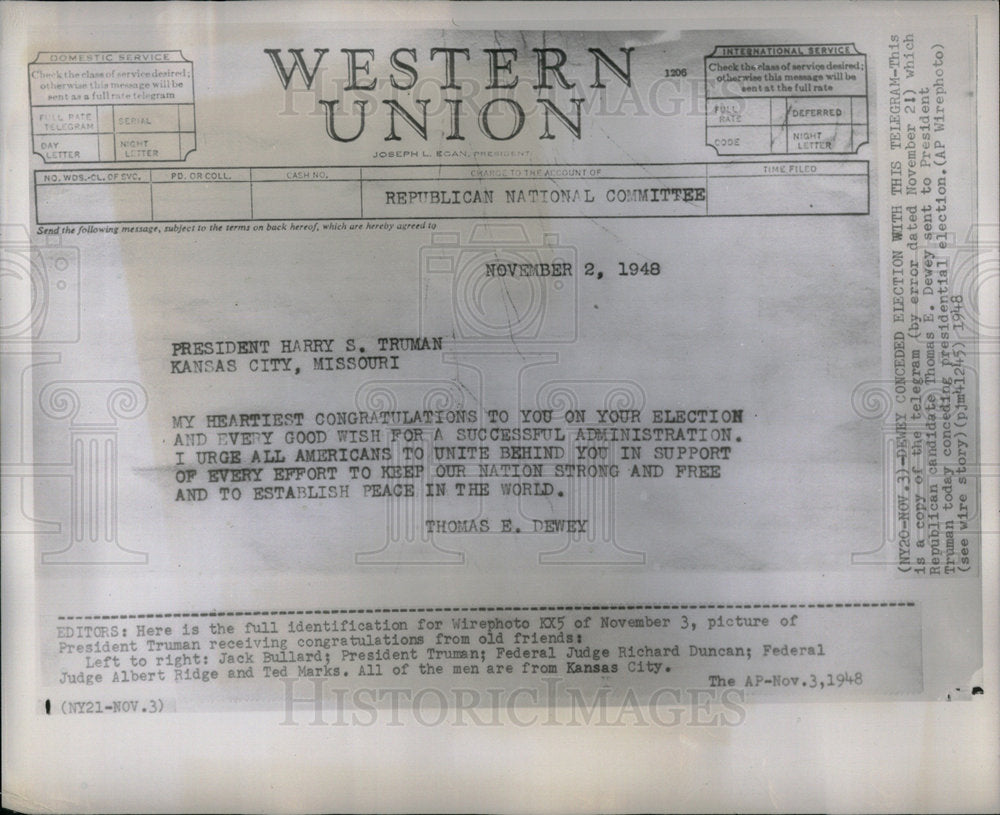 DOMESTIC SERVICE
Check the class of service desired;
otherwise this message will be
sent as a full rate telegram
FULL RATE TELEGRAM
SERIAL
DAY LETTER
NIGHT LETTER
WESTERN
UNION
1206
JOSEPH L. EGAN, PRESIDENT
INTERNATIONAL SERVICE
Check the class of service desired;
otherwise this message will be
sent at the full rate
FULL RATE
DEFERRED
CODE
NIGHT LETTER
NO. WDS.-CL. OF SVC.
PD. OR COLL.
CASH NO.
CHARGE TO THE ACCOUNT OF
TIME FILED
REPUBLICAN NATIONAL COMMITTEE
Send the following message, subject to the terms on back hereof, which are hereby agreed to
NOVEMBER 2, 1948
PRESIDENT HARRY S. TRUMAN
KANSAS CITY, MISSOURI
MY HEARTIEST CONGRATULATIONS TO YOU ON YOUR ELECTION
AND EVERY GOOD WISH FOR A SUCCESSFUL ADMINISTRATION.
I URGE ALL AMERICANS TO UNITE BEHIND YOU IN SUPPORT
OF EVERY EFFORT TO KEEP OUR NATION STRONG AND FREE
AND TO ESTABLISH PEACE IN THE WORLD.
THOMAS E. DEWEY
(NY20-NOV.3)-DEWEY CONCEDED ELECTION WITH THIS TELEGRAM-This
is a copy of the telegram (by error dated November 21) which
Republican candidate Thomas E. Dewey sent to President
Truman today conceding presidential election.(AP Wirephoto)
(see wire story)(pjm41245) 1948
EDITORS: Here is the full identification for Wirephoto KX5 of November 3, picture of
President Truman receiving congratulations from old friends:
Left to right: Jack Bullard; President Truman; Federal Judge Richard Duncan; Federal
Judge Albert Ridge and Ted Marks. All of the men are from Kansas City.
The AP-Nov.3,1948
(NY21-NOV.3)
HISTORICIMAGES
HISTORICIMAGES